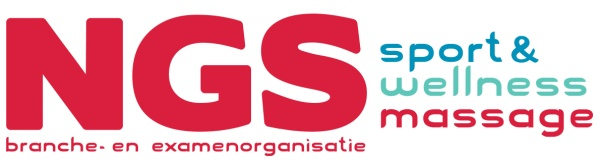 NGS
branche- en examenorganisatie
sport &
wellness
massage